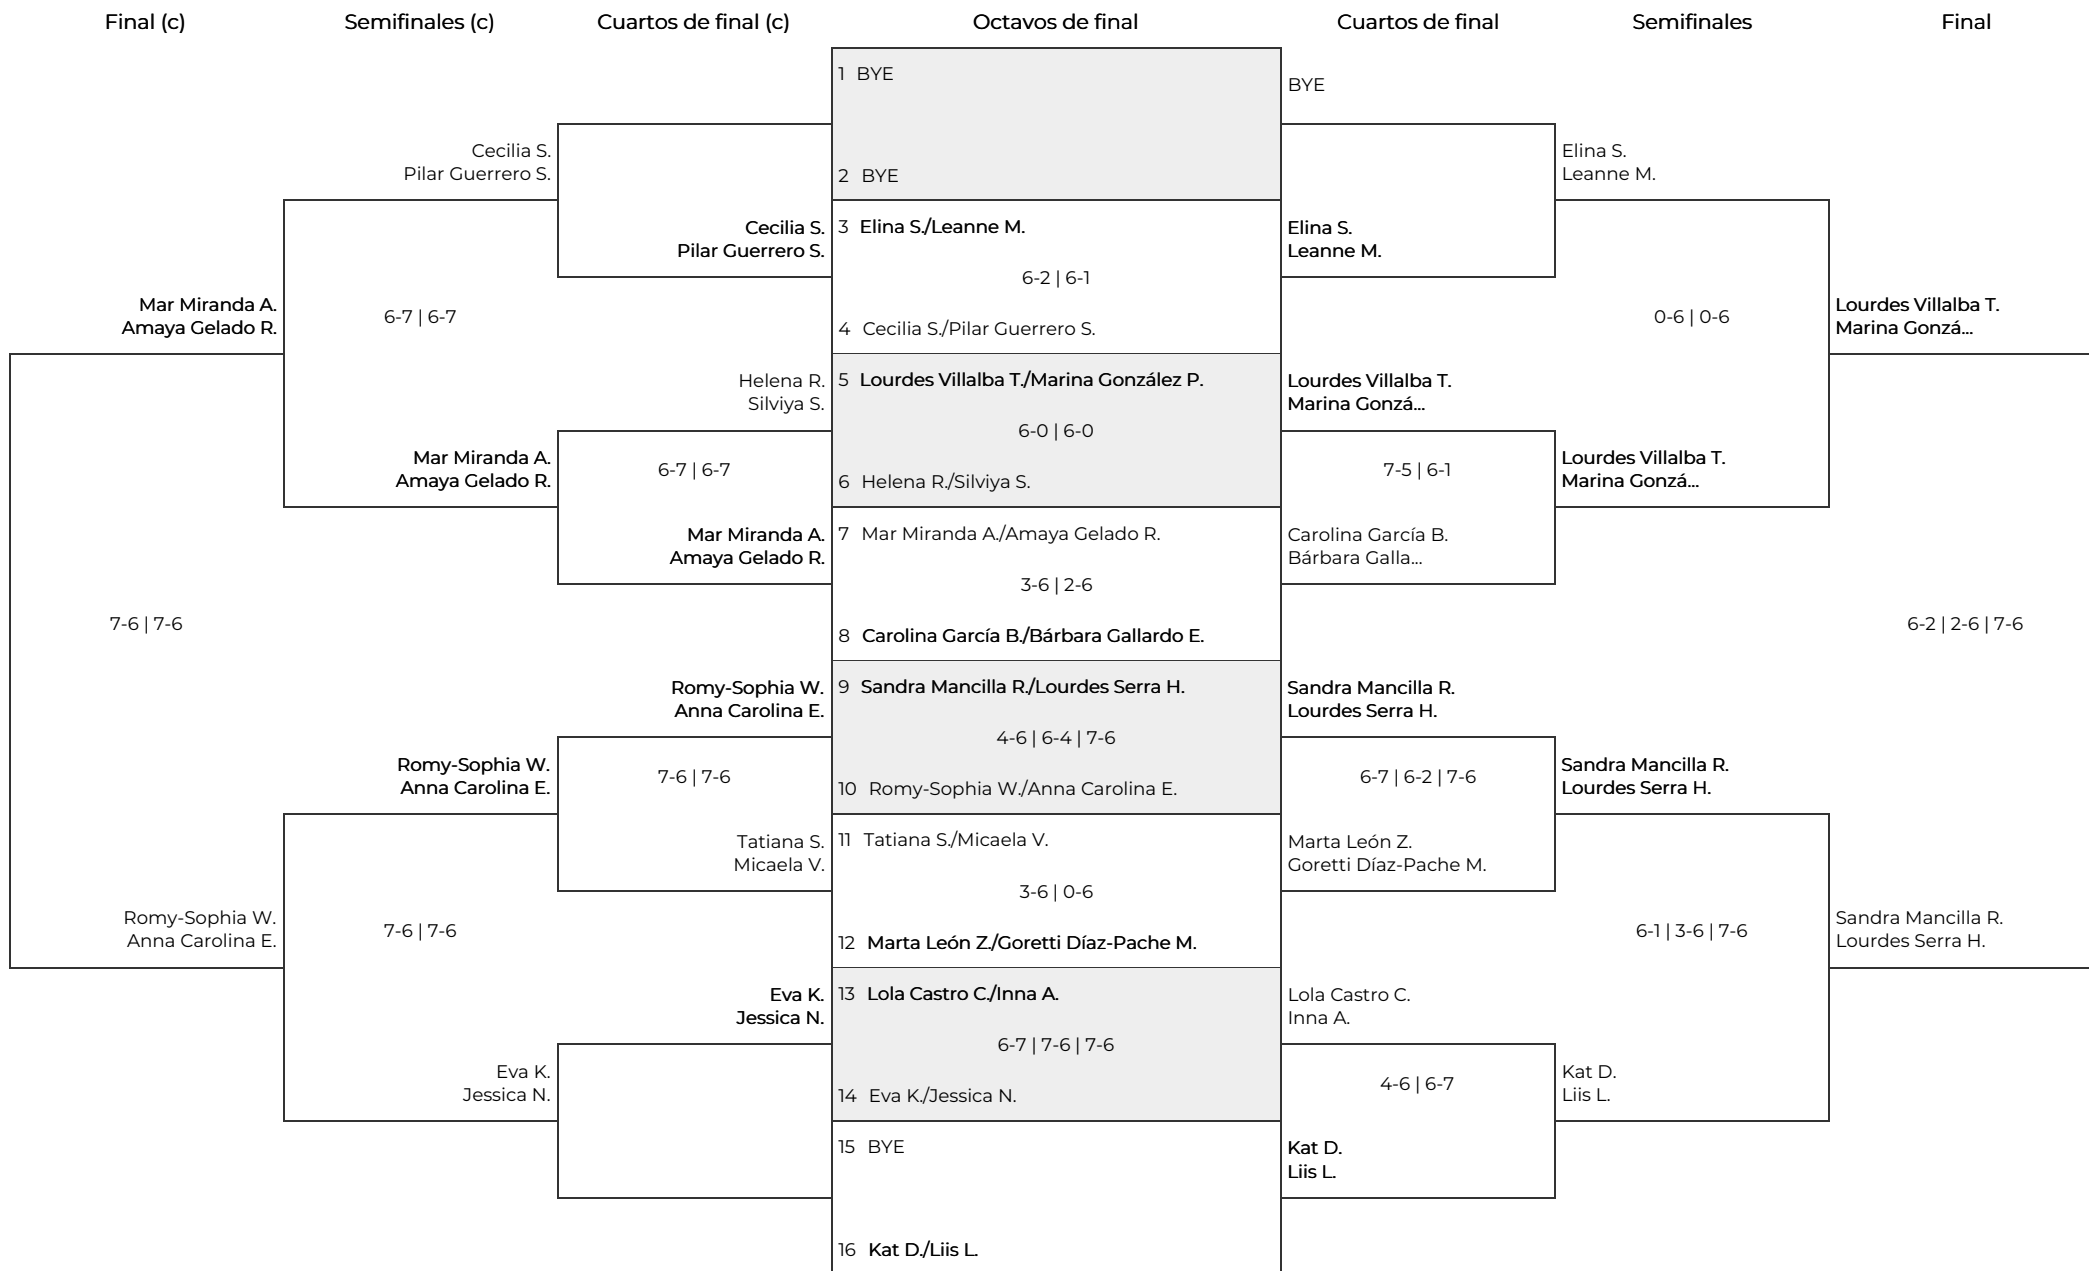 Final (c)
Semifinales (c)
Cuartos de final (c)
Octavos de final
Cuartos de final
Semifinales
Final
Mar Miranda A.
Amaya Gelado R.
7-6 | 7-6
Romy-Sophia W.
Anna Carolina E.
Cecilia S.
Pilar Guerrero S.
6-7 | 6-7
Mar Miranda A.
Amaya Gelado R.
Romy-Sophia W.
Anna Carolina E.
7-6 | 7-6
Eva K.
Jessica N.
Cecilia S.
Pilar Guerrero S.
Helena R.
Silviya S.
6-7 | 6-7
Mar Miranda A.
Amaya Gelado R.
Romy-Sophia W.
Anna Carolina E.
7-6 | 7-6
Tatiana S.
Micaela V.
Eva K.
Jessica N.
1 BYE
2 BYE
3 Elina S./Leanne M.
6-2 | 6-1
4 Cecilia S./Pilar Guerrero S.
5 Lourdes Villalba T./Marina González P.
6-0 | 6-0
6 Helena R./Silviya S.
7 Mar Miranda A./Amaya Gelado R.
3-6 | 2-6
8 Carolina García B./Bárbara Gallardo E.
9 Sandra Mancilla R./Lourdes Serra H.
4-6 | 6-4 | 7-6
10 Romy-Sophia W./Anna Carolina E.
11 Tatiana S./Micaela V.
3-6 | 0-6
12 Marta León Z./Goretti Díaz-Pache M.
13 Lola Castro C./Inna A.
6-7 | 7-6 | 7-6
14 Eva K./Jessica N.
15 BYE
16 Kat D./Liis L.
BYE
Elina S.
Leanne M.
Lourdes Villalba T.
Marina Gonzá...
7-5 | 6-1
Carolina García B.
Bárbara Galla...
Sandra Mancilla R.
Lourdes Serra H.
6-7 | 6-2 | 7-6
Marta León Z.
Goretti Díaz-Pache M.
Lola Castro C.
Inna A.
4-6 | 6-7
Kat D.
Liis L.
Elina S.
Leanne M.
0-6 | 0-6
Lourdes Villalba T.
Marina Gonzá...
Sandra Mancilla R.
Lourdes Serra H.
6-1 | 3-6 | 7-6
Kat D.
Liis L.
Lourdes Villalba T.
Marina Gonzá...
6-2 | 2-6 | 7-6
Sandra Mancilla R.
Lourdes Serra H.